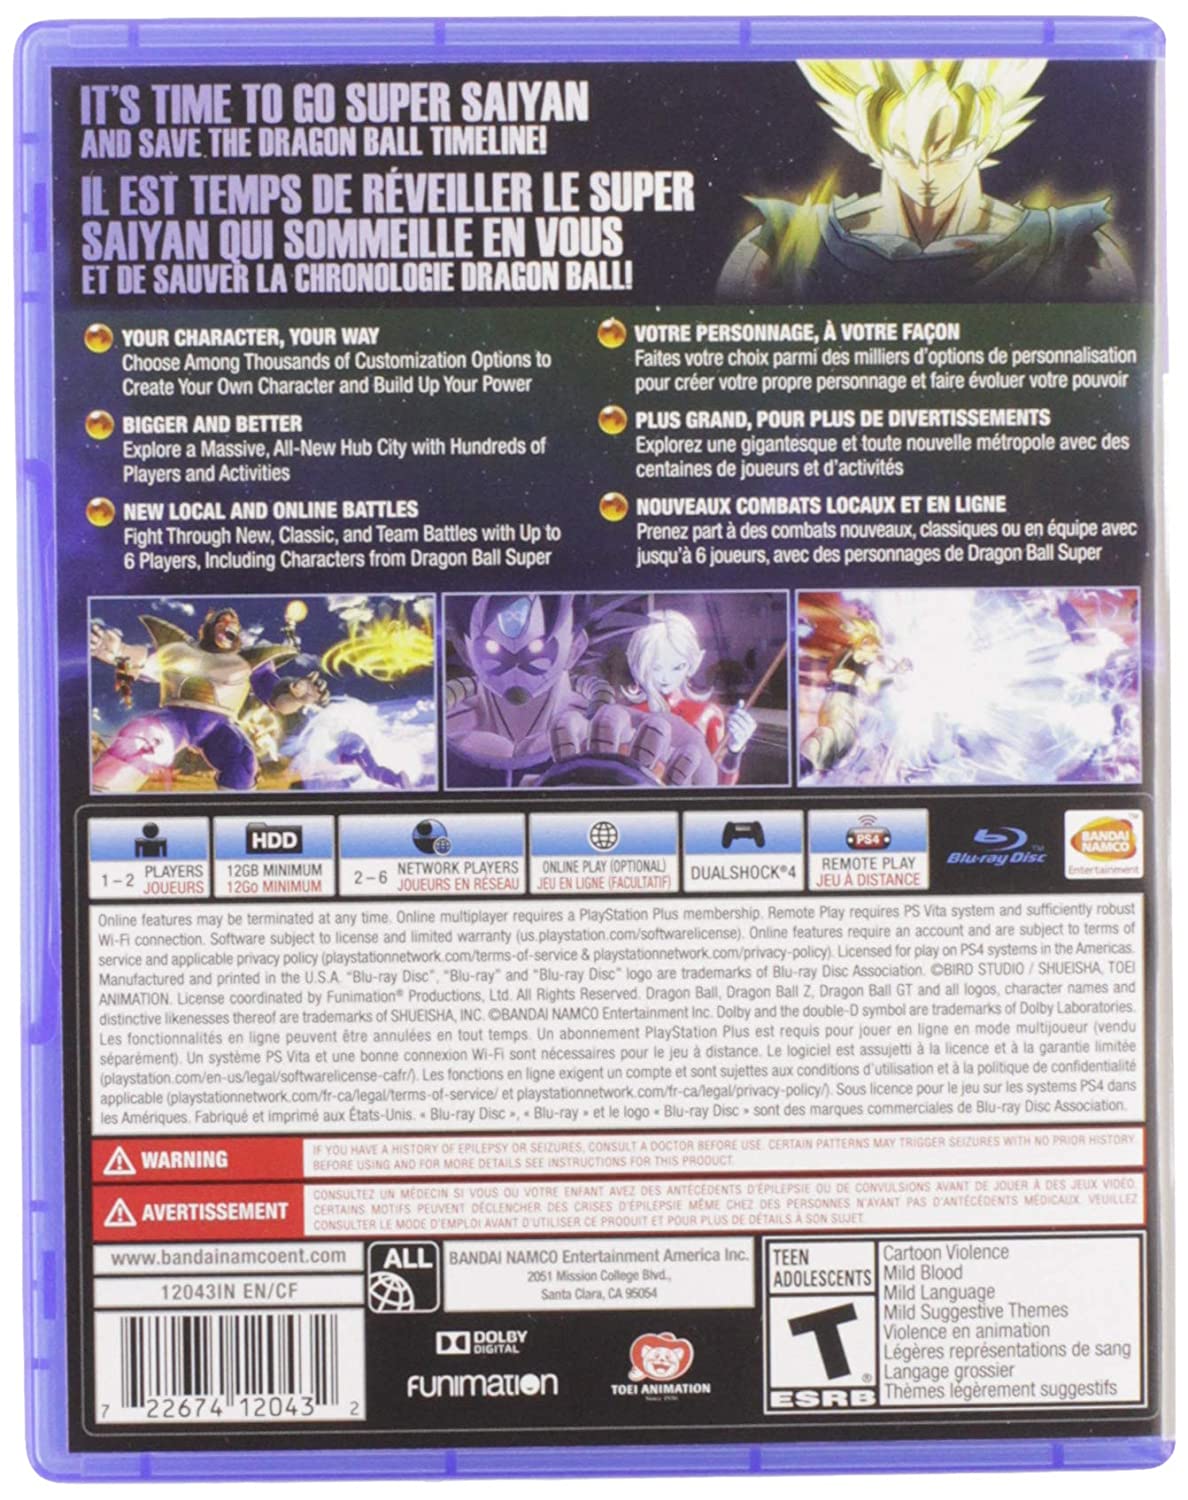 IT'S TIME TO GO SUPER SAIYAN
AND SAVE THE DRAGON BALL TIMELINE!
IL EST TEMPS DE RÉVEILLER LE SUPER
SAIYAN QUI SOMMEILLE EN VOUS
ET DE SAUVER LA CHRONOLOGIE DRAGON BALL!
YOUR CHARACTER, YOUR WAY
Choose Among Thousands of Customization Options to
Create Your Own Character and Build Up Your Power
BIGGER AND BETTER
Explore a Massive, All-New Hub City with Hundreds of
Players and Activities
NEW LOCAL AND ONLINE BATTLES
Fight Through New, Classic, and Team Battles with Up to
6 Players, Including Characters from Dragon Ball Super
VOTRE PERSONNAGE, À VOTRE FAÇON
Faites votre choix parmi des milliers d'options de personnalisation
pour créer votre propre personnage et faire évoluer votre pouvoir
PLUS GRAND, POUR PLUS DE DIVERTISSEMENTS
Explorez une gigantesque et toute nouvelle métropole avec des
centaines de joueurs et d'activités
NOUVEAUX COMBATS LOCAUX ET EN LIGNE
Prenez part à des combats nouveaux, classiques ou en équipe avec
jusqu'à 6 joueurs, avec des personnages de Dragon Ball Super
1-2 PLAYERS
JOUEURS
HDD
12GB MINIMUM
12Go MINIMUM
2-6 NETWORK PLAYERS
JOUEURS EN RÉSEAU
ONLINE PLAY (OPTIONAL)
JEU EN LIGNE (FACULTATIF)
DUALSHOCK®4
PS4
REMOTE PLAY
JEU À DISTANCE
Blu-ray Disc™
BANDAI
NAMCO
Entertainment
Online features may be terminated at any time. Online multiplayer requires a PlayStation Plus membership. Remote Play requires PS Vita system and sufficiently robust
Wi-Fi connection. Software subject to license and limited warranty (us.playstation.com/softwarelicense). Online features require an account and are subject to terms of
service and applicable privacy policy (playstationnetwork.com/terms-of-service & playstationnetwork.com/privacy-policy). Licensed for play on PS4 systems in the Americas.
Manufactured and printed in the U.S.A. "Blu-ray Disc", "Blu-ray" and "Blu-ray Disc" logo are trademarks of Blu-ray Disc Association. ©BIRD STUDIO / SHUEISHA, TOEI
ANIMATION. License coordinated by Funimation® Productions, Ltd. All Rights Reserved. Dragon Ball, Dragon Ball Z, Dragon Ball GT and all logos, character names and
distinctive likenesses thereof are trademarks of SHUEISHA, INC. ©BANDAI NAMCO Entertainment Inc. Dolby and the double-D symbol are trademarks of Dolby Laboratories.
Les fonctionnalités en ligne peuvent être annulées en tout temps. Un abonnement PlayStation Plus est requis pour jouer en ligne en mode multijoueur (vendu
séparément). Un système PS Vita et une bonne connexion Wi-Fi sont nécessaires pour le jeu à distance. Le logiciel est assujetti à la licence et à la garantie limitée
(playstation.com/en-us/legal/softwarelicense-cafr/). Les fonctions en ligne exigent un compte et sont sujettes aux conditions d'utilisation et à la politique de confidentialité
applicable (playstationnetwork.com/fr-ca/legal/terms-of-service/ et playstationnetwork.com/fr-ca/legal/privacy-policy/). Sous licence pour le jeu sur les systèmes PS4 dans
les Amériques. Fabriqué et imprimé aux États-Unis. « Blu-ray Disc », « Blu-ray » et le logo « Blu-ray Disc » sont des marques commerciales de Blu-ray Disc Association.
WARNING
IF YOU HAVE A HISTORY OF EPILEPSY OR SEIZURES, CONSULT A DOCTOR BEFORE USE. CERTAIN PATTERNS MAY TRIGGER SEIZURES WITH NO PRIOR HISTORY.
BEFORE USING AND FOR MORE DETAILS SEE INSTRUCTIONS FOR THIS PRODUCT.
AVERTISSEMENT
CONSULTEZ UN MÉDECIN SI VOUS OU VOTRE ENFANT AVEZ DES ANTÉCÉDENTS D'ÉPILEPSIE OU DE CONVULSIONS AVANT DE JOUER À DES JEUX VIDÉO.
CERTAINS MOTIFS PEUVENT DÉCLENCHER DES CRISES D'ÉPILEPSIE MÊME CHEZ DES PERSONNES N'AYANT PAS D'ANTÉCÉDENTS MÉDICAUX. VEUILLEZ
CONSULTER LE MODE D'EMPLOI AVANT D'UTILISER CE PRODUIT ET POUR PLUS DE DÉTAILS À SON SUJET.
www.bandainamcoent.com
12043IN EN/CF
7 22674 12043 2
ALL
BANDAI NAMCO Entertainment America Inc.
2051 Mission College Blvd.,
Santa Clara, CA 95054
DOLBY
DIGITAL
FUNIMATION
TOEI ANIMATION
Since 1956
TEEN
ADOLESCENTS
T
ESRB
Cartoon Violence
Mild Blood
Mild Language
Mild Suggestive Themes
Violence en animation
Légères représentations de sang
Langage grossier
Thèmes légèrement suggestifs